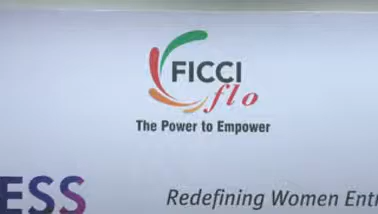 FICCI
flo
The Power to Empower
ESS
Redefining Women Entr